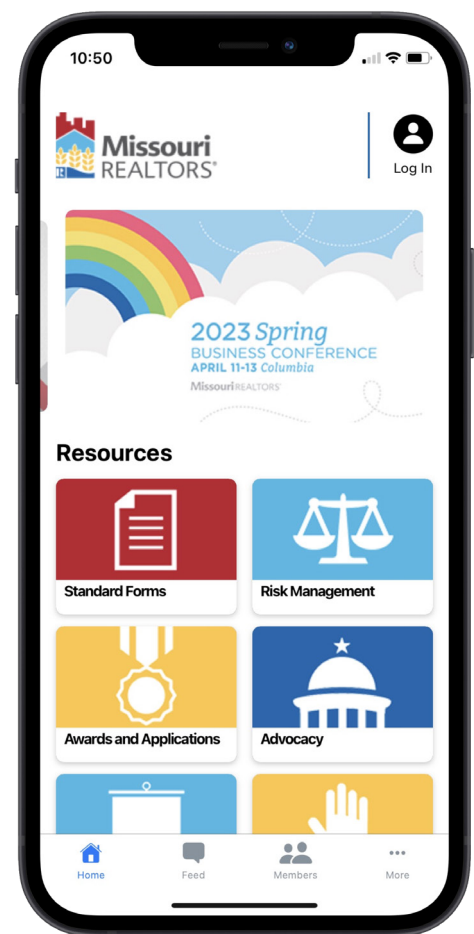 10:50
Missouri
REALTORS®
Log In
2023 Spring
BUSINESS CONFERENCE
APRIL 11-13 Columbia
Missouri REALTORS®
Resources
Standard Forms
Risk Management
Awards and Applications
Advocacy
Home
Feed
Members
More